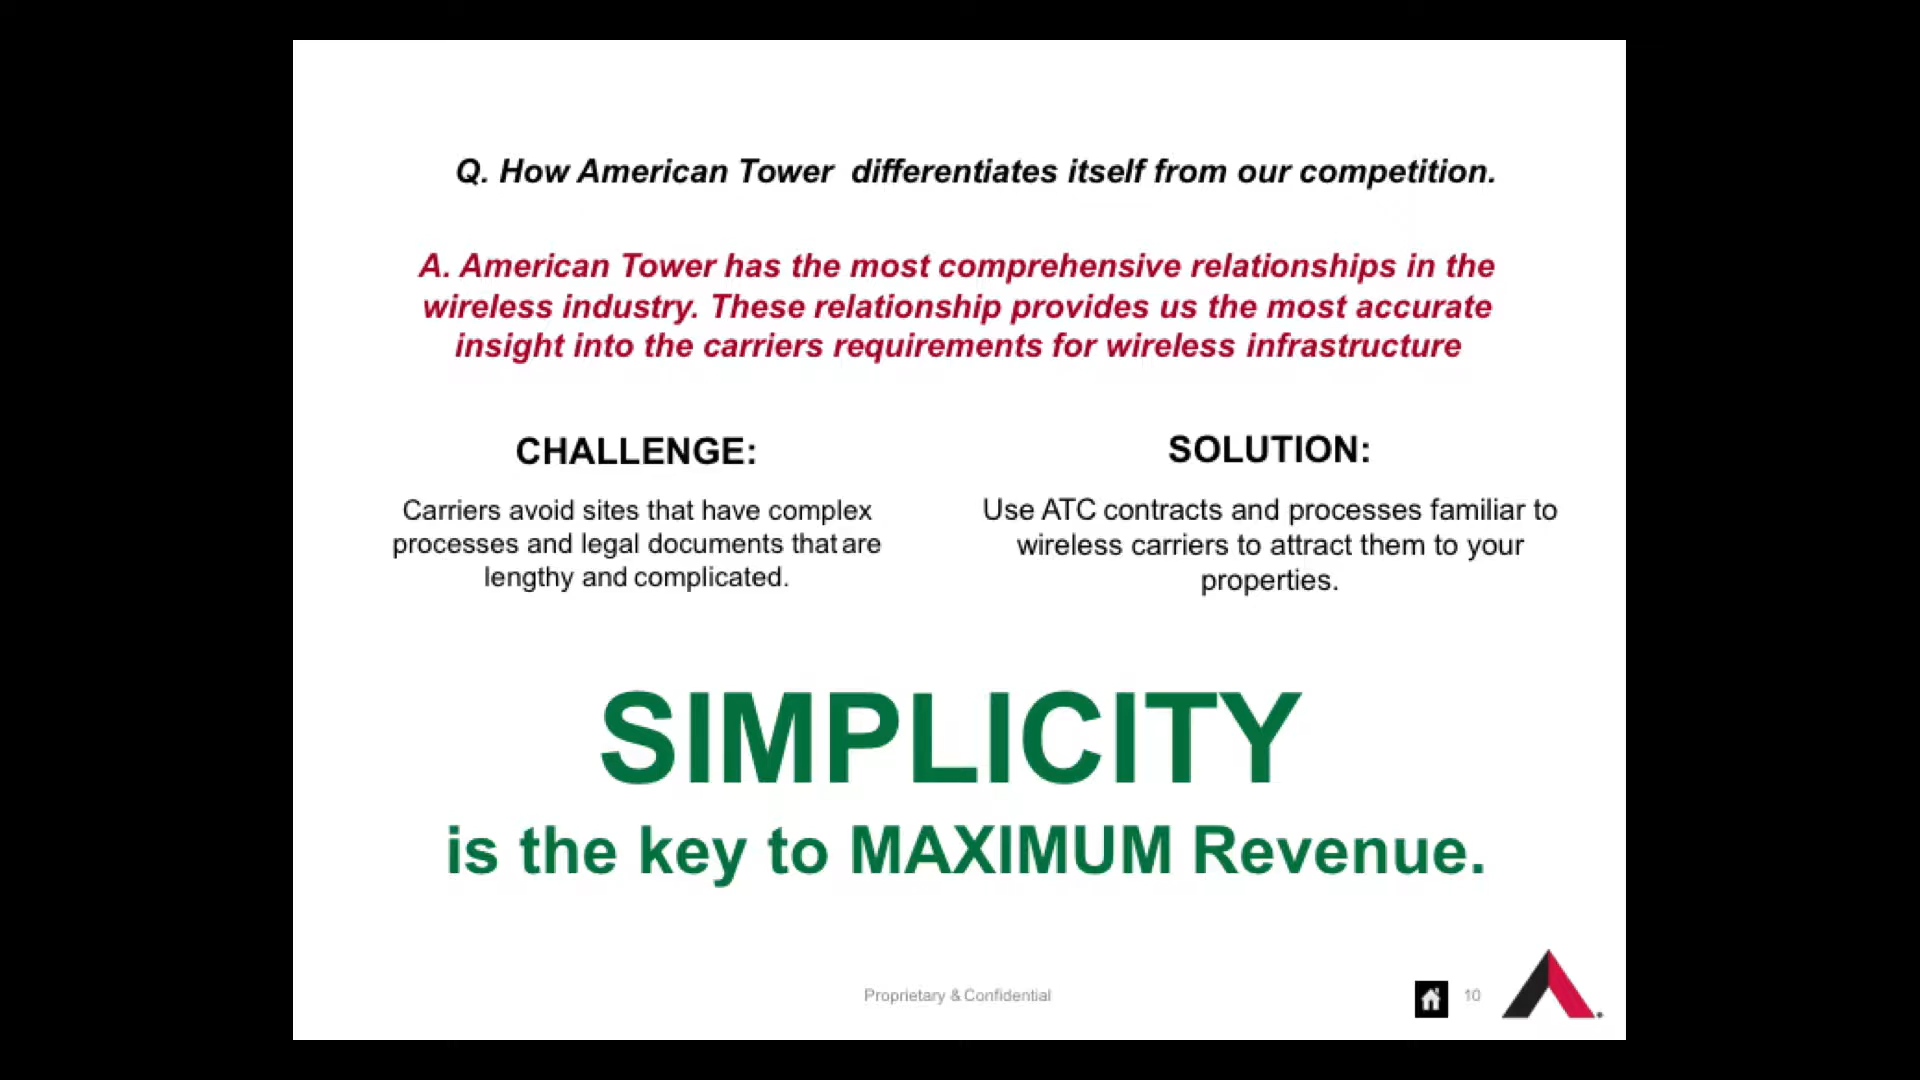 Q. How American Tower differentiates itself from our competition.
A. American Tower has the most comprehensive relationships in the
wireless industry. These relationship provides us the most accurate
insight into the carriers requirements for wireless infrastructure
CHALLENGE:
Carriers avoid sites that have complex
processes and legal documents that are
lengthy and complicated.
SOLUTION:
Use ATC contracts and processes familiar to
wireless carriers to attract them to your
properties.
SIMPLICITY
is the key to MAXIMUM Revenue.
Proprietary & Confidential
10